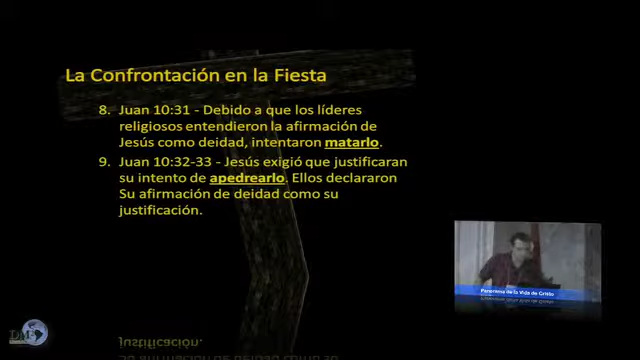 La Confrontación en la Fiesta
8. Juan 10:31 - Debido a que los líderes
religiosos entendieron la afirmación de
Jesús como deidad, intentaron matarlo.
9. Juan 10:32-33 - Jesús exigió que justificaran
su intento de apedrearlo. Ellos declararon
Su afirmación de deidad como su
justificación.
Panorama de la Vida de Cristo
justificación.